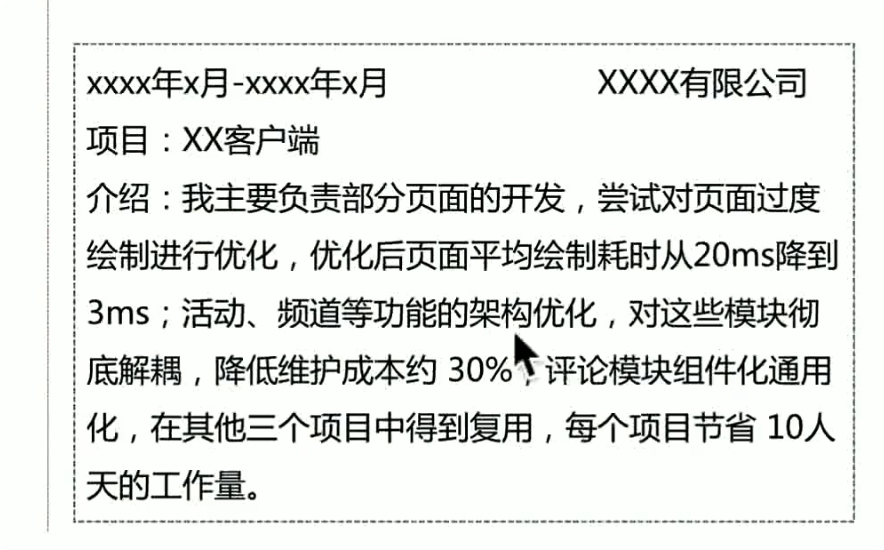 xxxx年x月-xxxx年x月 XXXX有限公司
项目：XX客户端
介绍：我主要负责部分页面的开发，尝试对页面过度
绘制进行优化，优化后页面平均绘制耗时从20ms降到
3ms；活动、频道等功能的架构优化，对这些模块彻
底解耦，降低维护成本约 30%，评论模块组件化通用
化，在其他三个项目中得到复用，每个项目节省 10人
天的工作量。